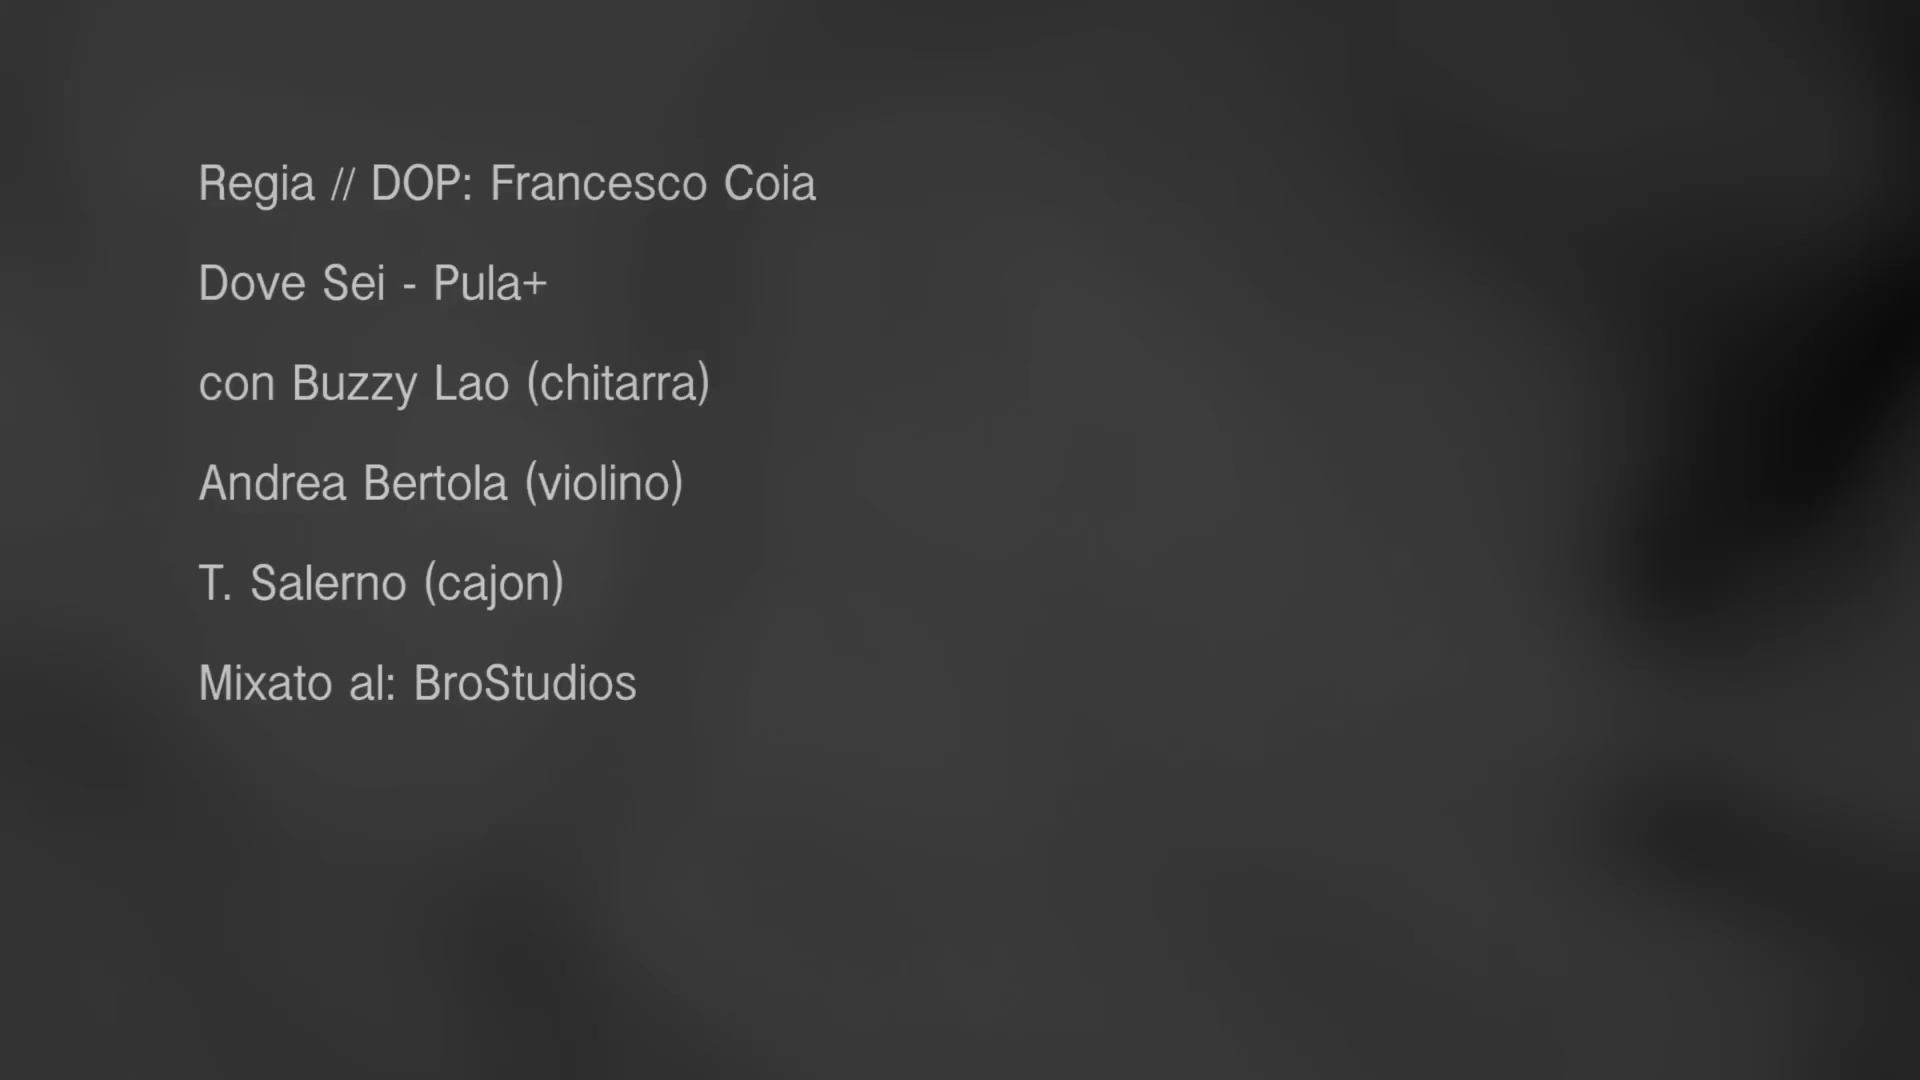 Regia // DOP: Francesco Coia
Dove Sei - Pula+
con Buzzy Lao (chitarra)
Andrea Bertola (violino)
T. Salerno (cajon)
Mixato al: BroStudios